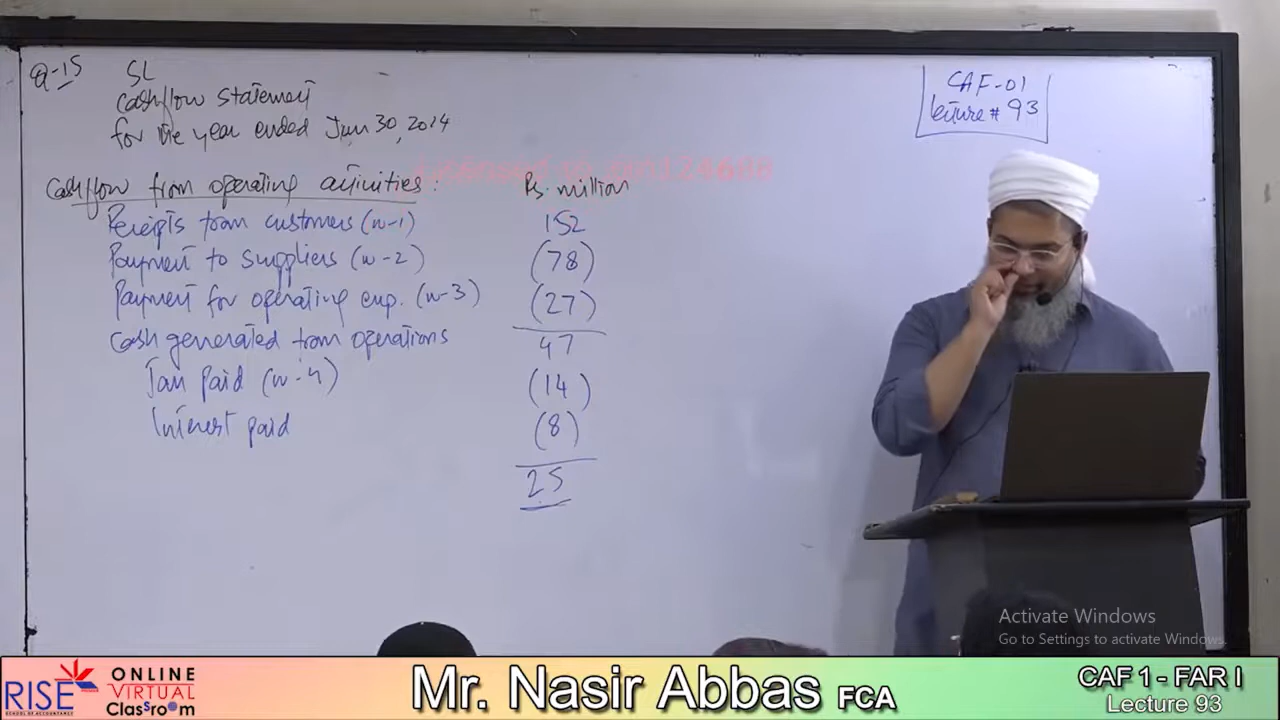 Q-15 SL
Cashflow statement
for the year ended Jun 30, 2014
CAF-01
Lecture # 93
Cashflow from operating activities: Rs. million
Receipts from customers (w-1) 152
Payment to suppliers (w-2) (78)
Payment for operating exp. (w-3) (27)
Cash generated from operations 47
Tax paid (w-4) (14)
Interest paid (8)
25
Activate Windows
Go to Settings to activate Windows.
RISE
SCHOOL OF ACCOUNTANCY
ONLINE
VIRTUAL
Classroom
Mr. Nasir Abbas FCA
CAF 1 - FAR I
Lecture 93